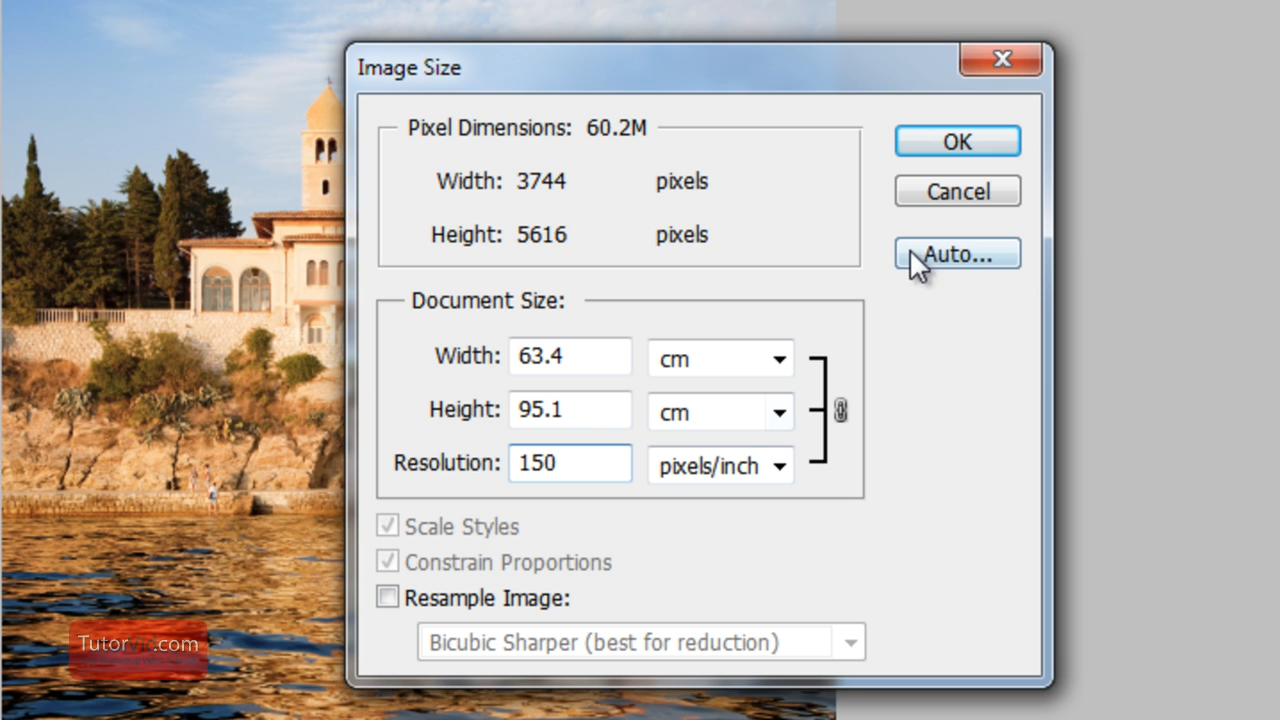 Image Size
Pixel Dimensions: 60.2M
Width: 3744 pixels
Height: 5616 pixels
OK
Cancel
Auto...
Document Size:
Width: 63.4 cm
Height: 95.1 cm
Resolution: 150 pixels/inch
Scale Styles
Constrain Proportions
Resample Image:
Bicubic Sharper (best for reduction)
Tutorvid.com